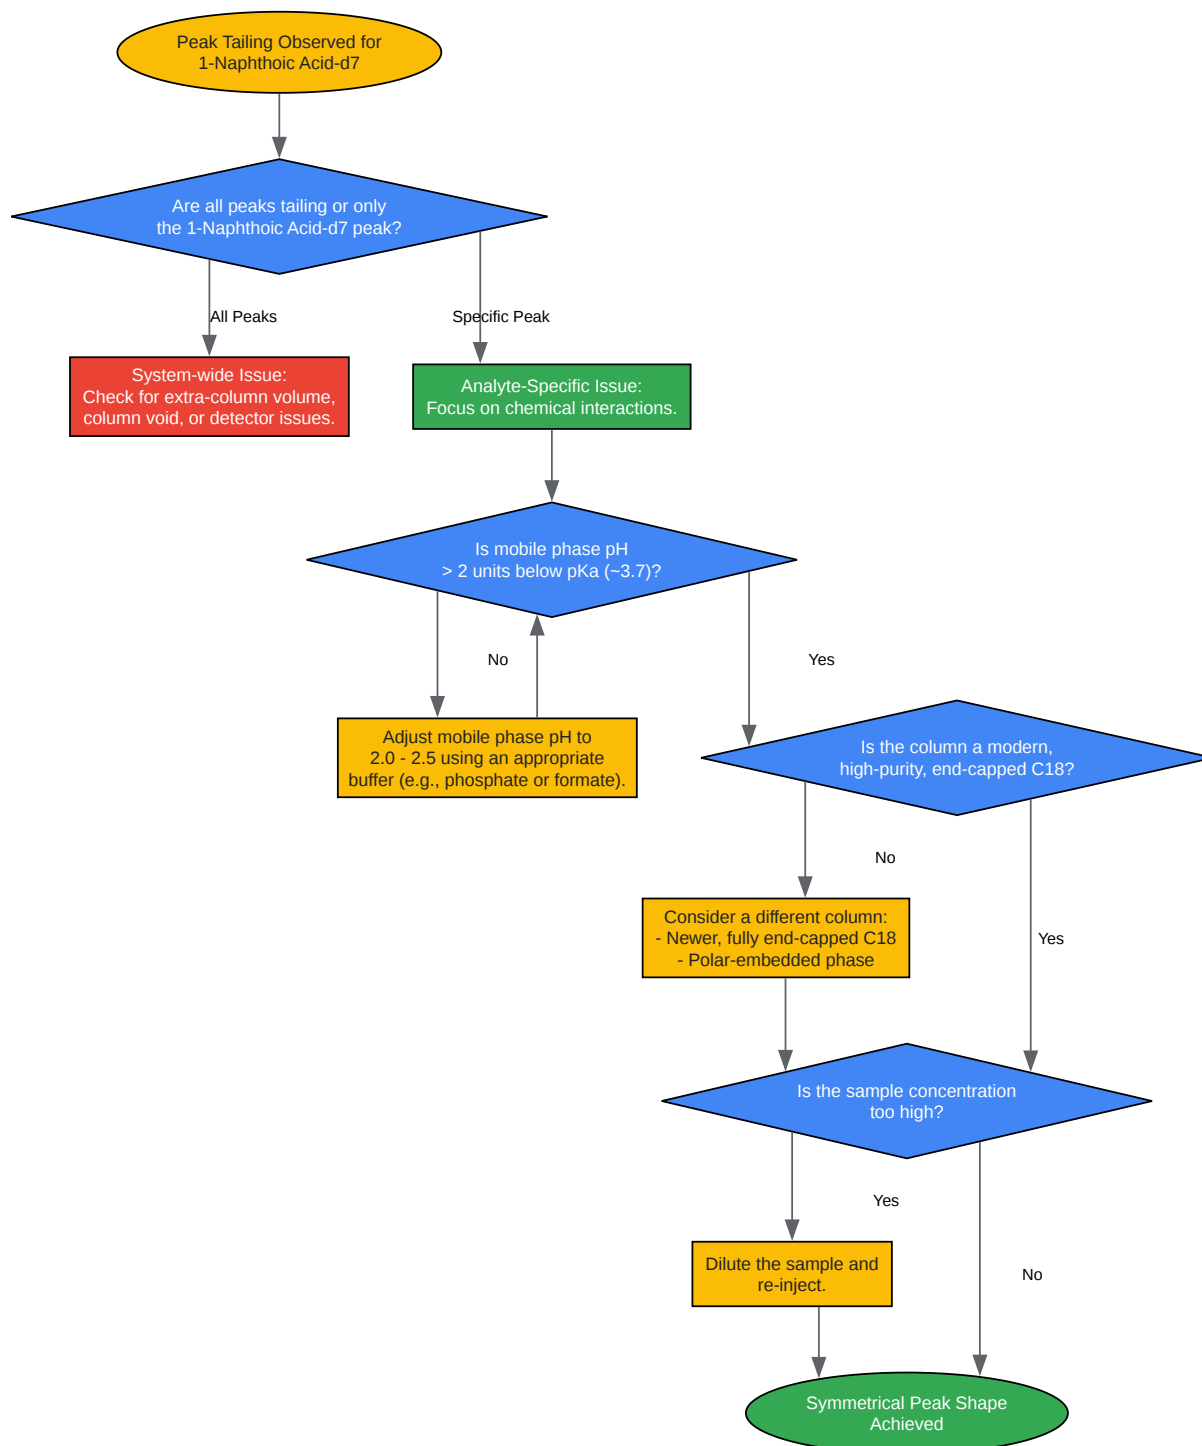 Peak Tailing Observed for
1-Naphthoic Acid-d7
Are all peaks tailing or only
the 1-Naphthoic Acid-d7 peak?
All Peaks
Specific Peak
System-wide Issue:
Check for extra-column volume,
column void, or detector issues.
Analyte-Specific Issue:
Focus on chemical interactions.
Is mobile phase pH
> 2 units below pKa (~3.7)?
No
Yes
Adjust mobile phase pH to
2.0 - 2.5 using an appropriate
buffer (e.g., phosphate or formate).
Is the column a modern,
high-purity, end-capped C18?
No
Yes
Consider a different column:
- Newer, fully end-capped C18
- Polar-embedded phase
Is the sample concentration
too high?
Yes
No
Dilute the sample and
re-inject.
Symmetrical Peak Shape
Achieved